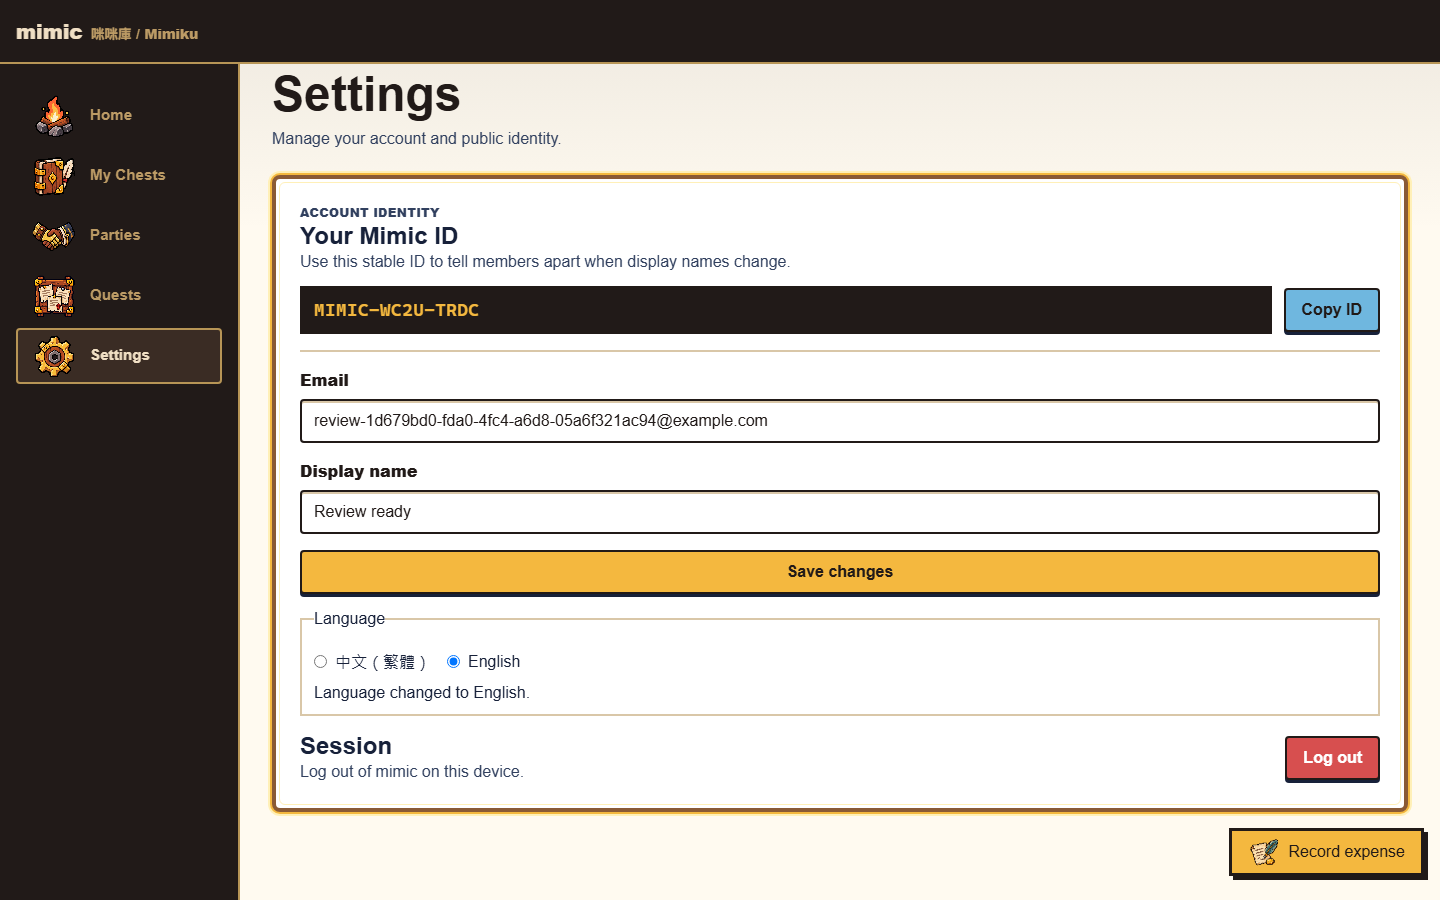 mimic 咪咪庫 / Mimiku
Home
My Chests
Parties
Quests
Settings
Settings
Manage your account and public identity.
ACCOUNT IDENTITY
Your Mimic ID
Use this stable ID to tell members apart when display names change.
MIMIC-WC2U-TRDC
Copy ID
Email
review-1d679bd0-fda0-4fc4-a6d8-05a6f321ac94@example.com
Display name
Review ready
Save changes
Language
中文（繁體） English
Language changed to English.
Session
Log out of mimic on this device.
Log out
Record expense